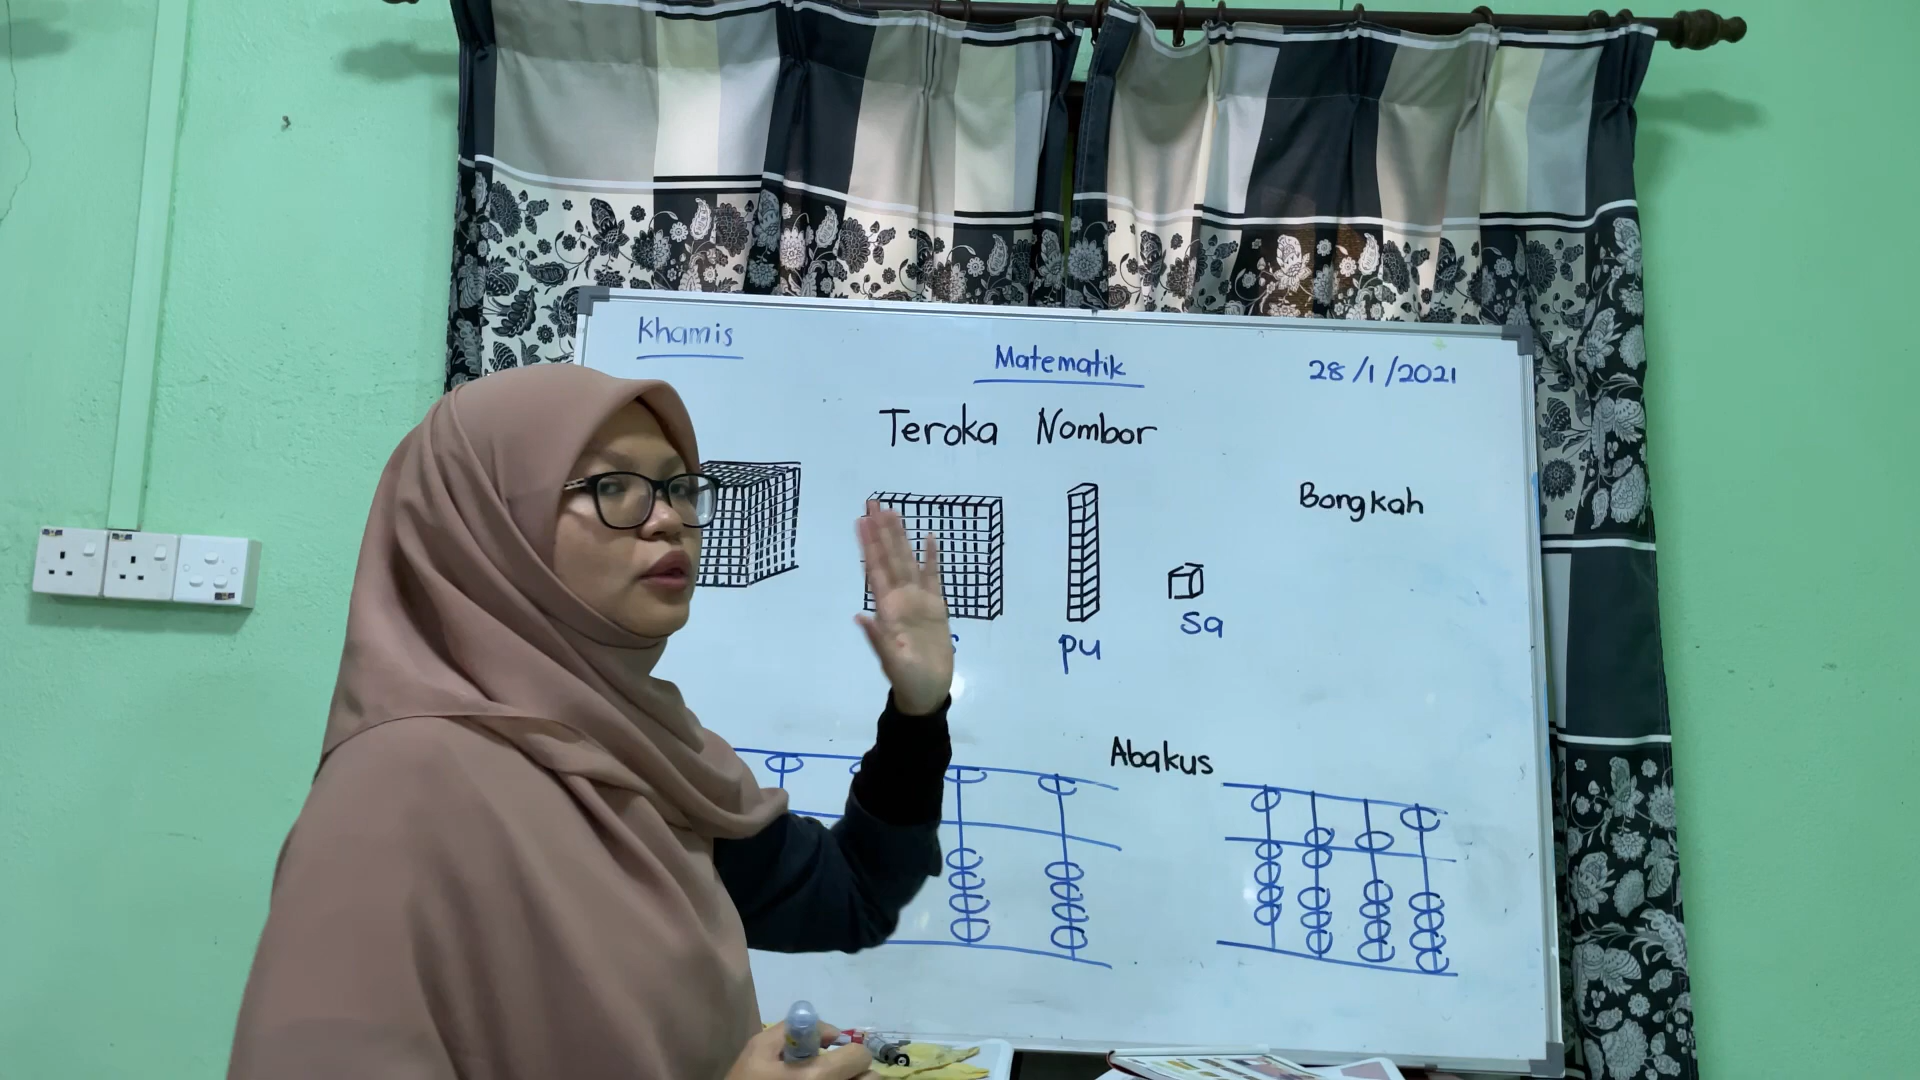 Khamis
Matematik
28/1/2021
Teroka Nombor
Bongkah
pu
sa
Abakus